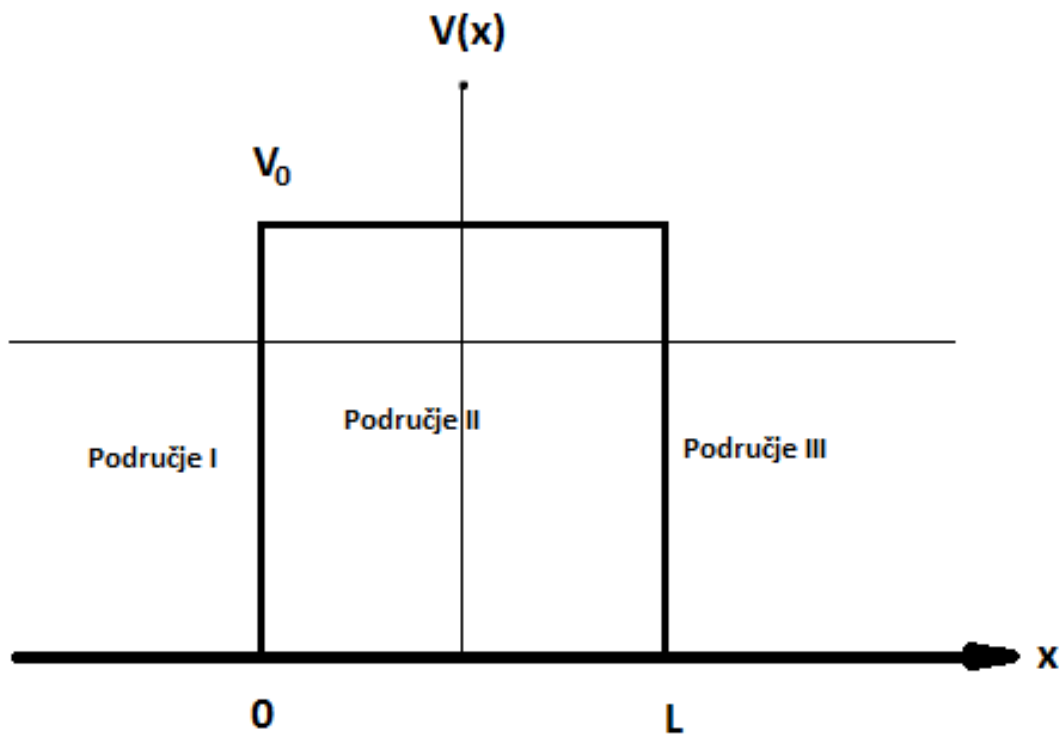 V(x)
V₀
Područje II
Područje I
Područje III
x
0
L